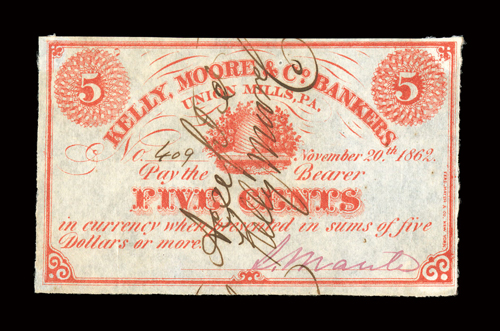 5 5
KELLY, MOORE & Co. BANKERS
UNION MILLS, PA.
No. 409 November 20th 1862.
Pay the Bearer
FIVE CENTS
in currency when presented in sums of five
Dollars or more